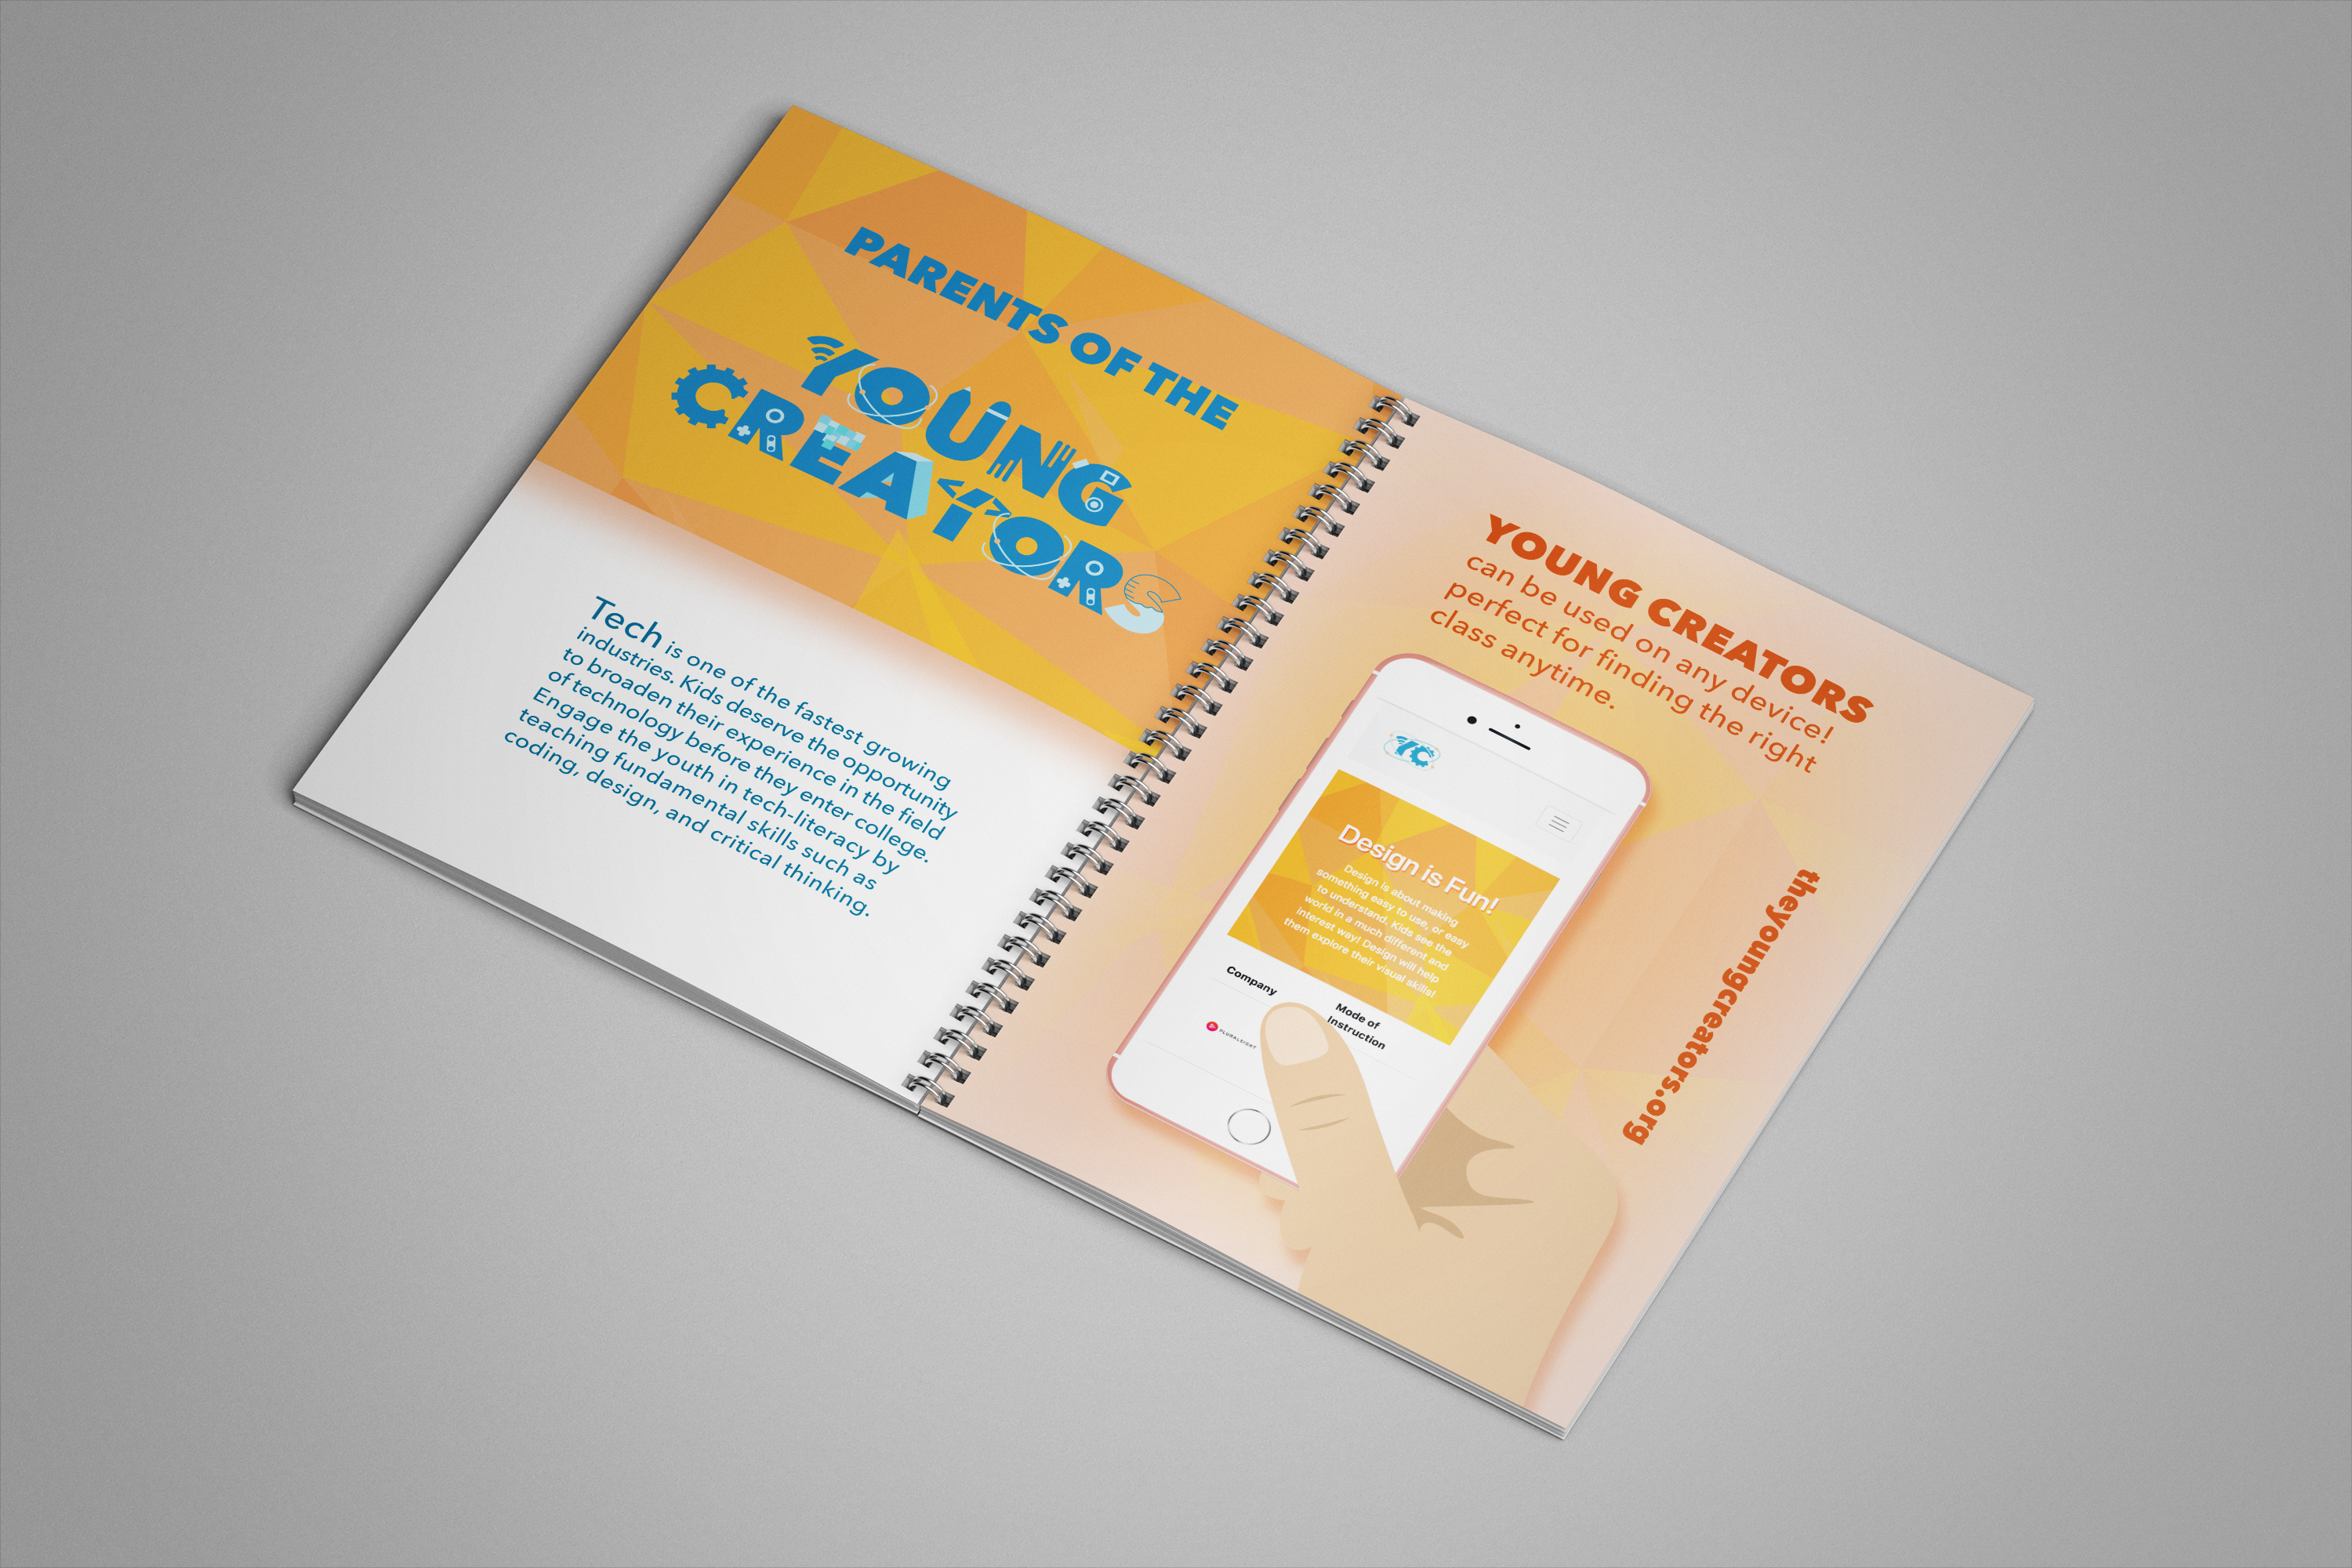 PARENTS OF THE
YOUNG
CREATORS
Tech is one of the fastest growing
industries. Kids deserve the opportunity
to broaden their experience in the field
of technology before they enter college.
Engage the youth in tech-literacy by
teaching fundamental skills such as
coding, design, and critical thinking.
YOUNG CREATORS
can be used on any device!
perfect for finding the right
class anytime.
YC
Design is Fun!
Design is about making
something easy to use, or easy
to understand. Kids see the
world in a much different and
interest way! Design will help
them explore their visual skills!
Company
Mode of
Instruction
PLURALSIGHT
theyoungcreators.org